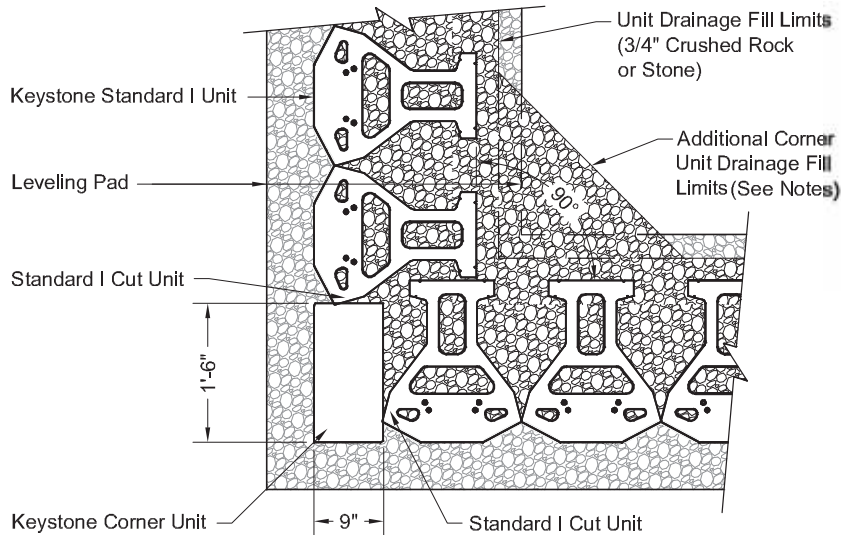 Unit Drainage Fill Limits
(3/4" Crushed Rock
or Stone)
Keystone Standard I Unit
Additional Corner
Unit Drainage Fill
Limits (See Notes)
Leveling Pad
90°
Standard I Cut Unit
1'-6"
Keystone Corner Unit
9"
Standard I Cut Unit